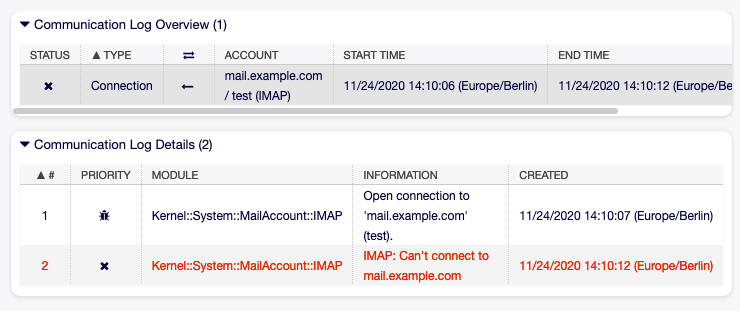 Communication Log Overview (1)
STATUS ▲ TYPE ⇄ ACCOUNT START TIME END TIME
✖ Connection ← mail.example.com / test (IMAP) 11/24/2020 14:10:06 (Europe/Berlin) 11/24/2020 14:10:12 (Europe/Be
Communication Log Details (2)
▲ # PRIORITY MODULE INFORMATION CREATED
1 Kernel::System::MailAccount::IMAP Open connection to 'mail.example.com' (test). 11/24/2020 14:10:07 (Europe/Berlin)
2 ✖ Kernel::System::MailAccount::IMAP IMAP: Can't connect to mail.example.com 11/24/2020 14:10:12 (Europe/Berlin)